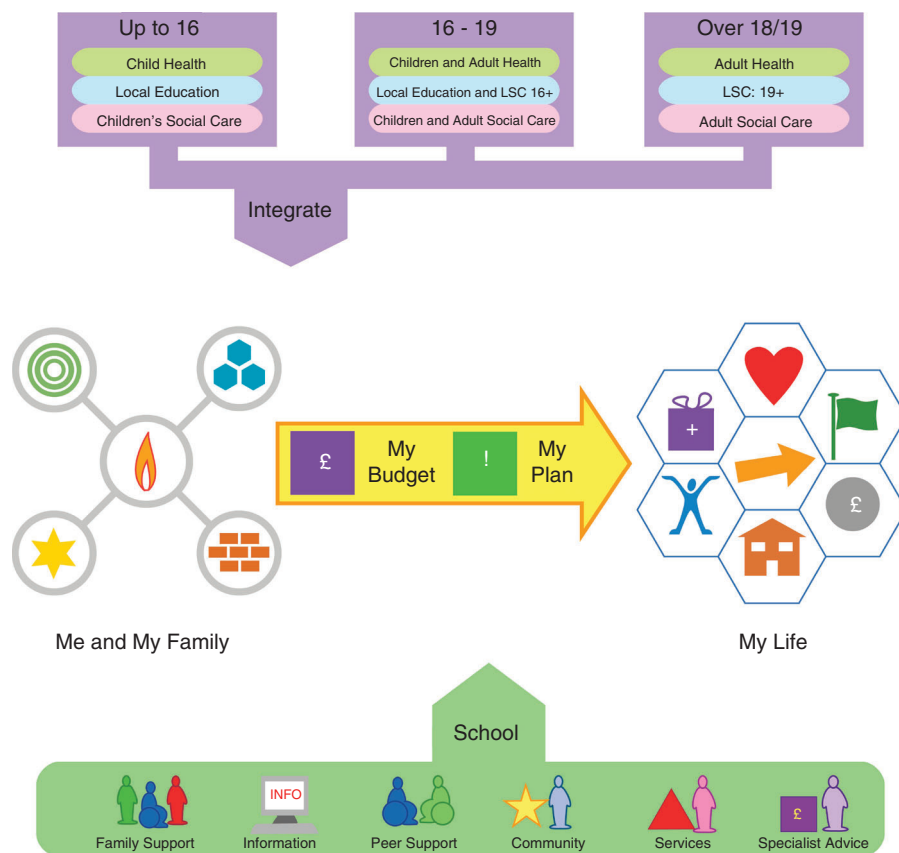 Up to 16
16 - 19
Over 18/19
Child Health
Children and Adult Health
Adult Health
Local Education
Local Education and LSC 16+
LSC: 19+
Children’s Social Care
Children and Adult Social Care
Adult Social Care
Integrate
£
My
Budget
!
My
Plan
+
£
Me and My Family
My Life
School
INFO
£
Family Support
Information
Peer Support
Community
Services
Specialist Advice